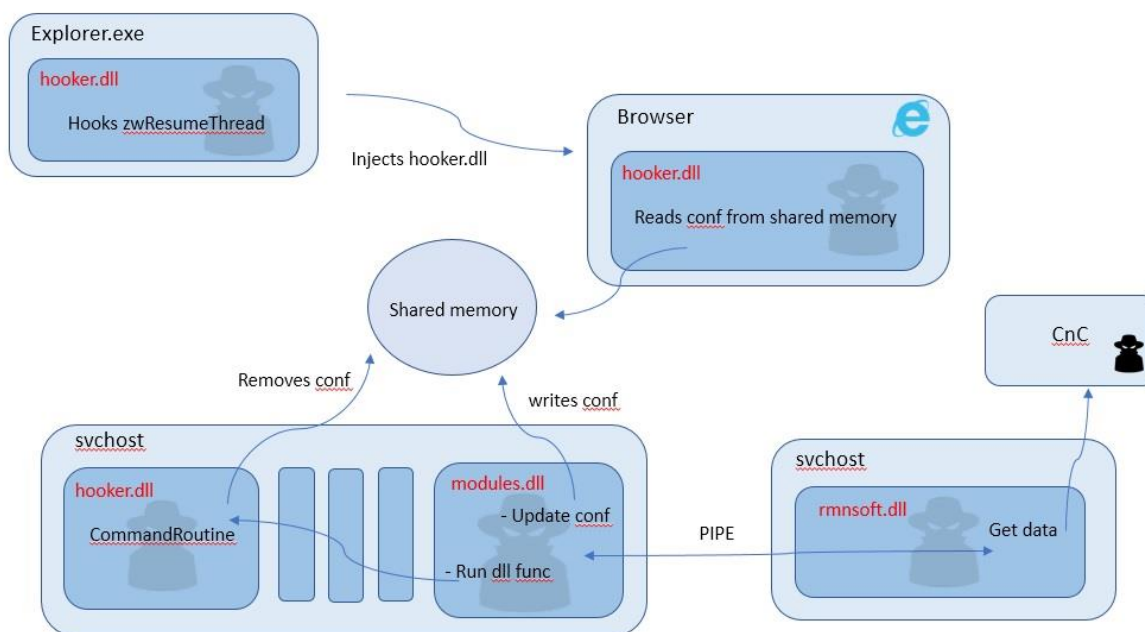 Explorer.exe
hooker.dll
Hooks zwResumeThread
Injects hooker.dll
Browser
hooker.dll
Reads conf from shared memory
Shared memory
CnC
Removes conf
writes conf
svchost
hooker.dll
CommandRoutine
modules.dll
- Update conf
- Run dll func
PIPE
svchost
rmnsoft.dll
Get data